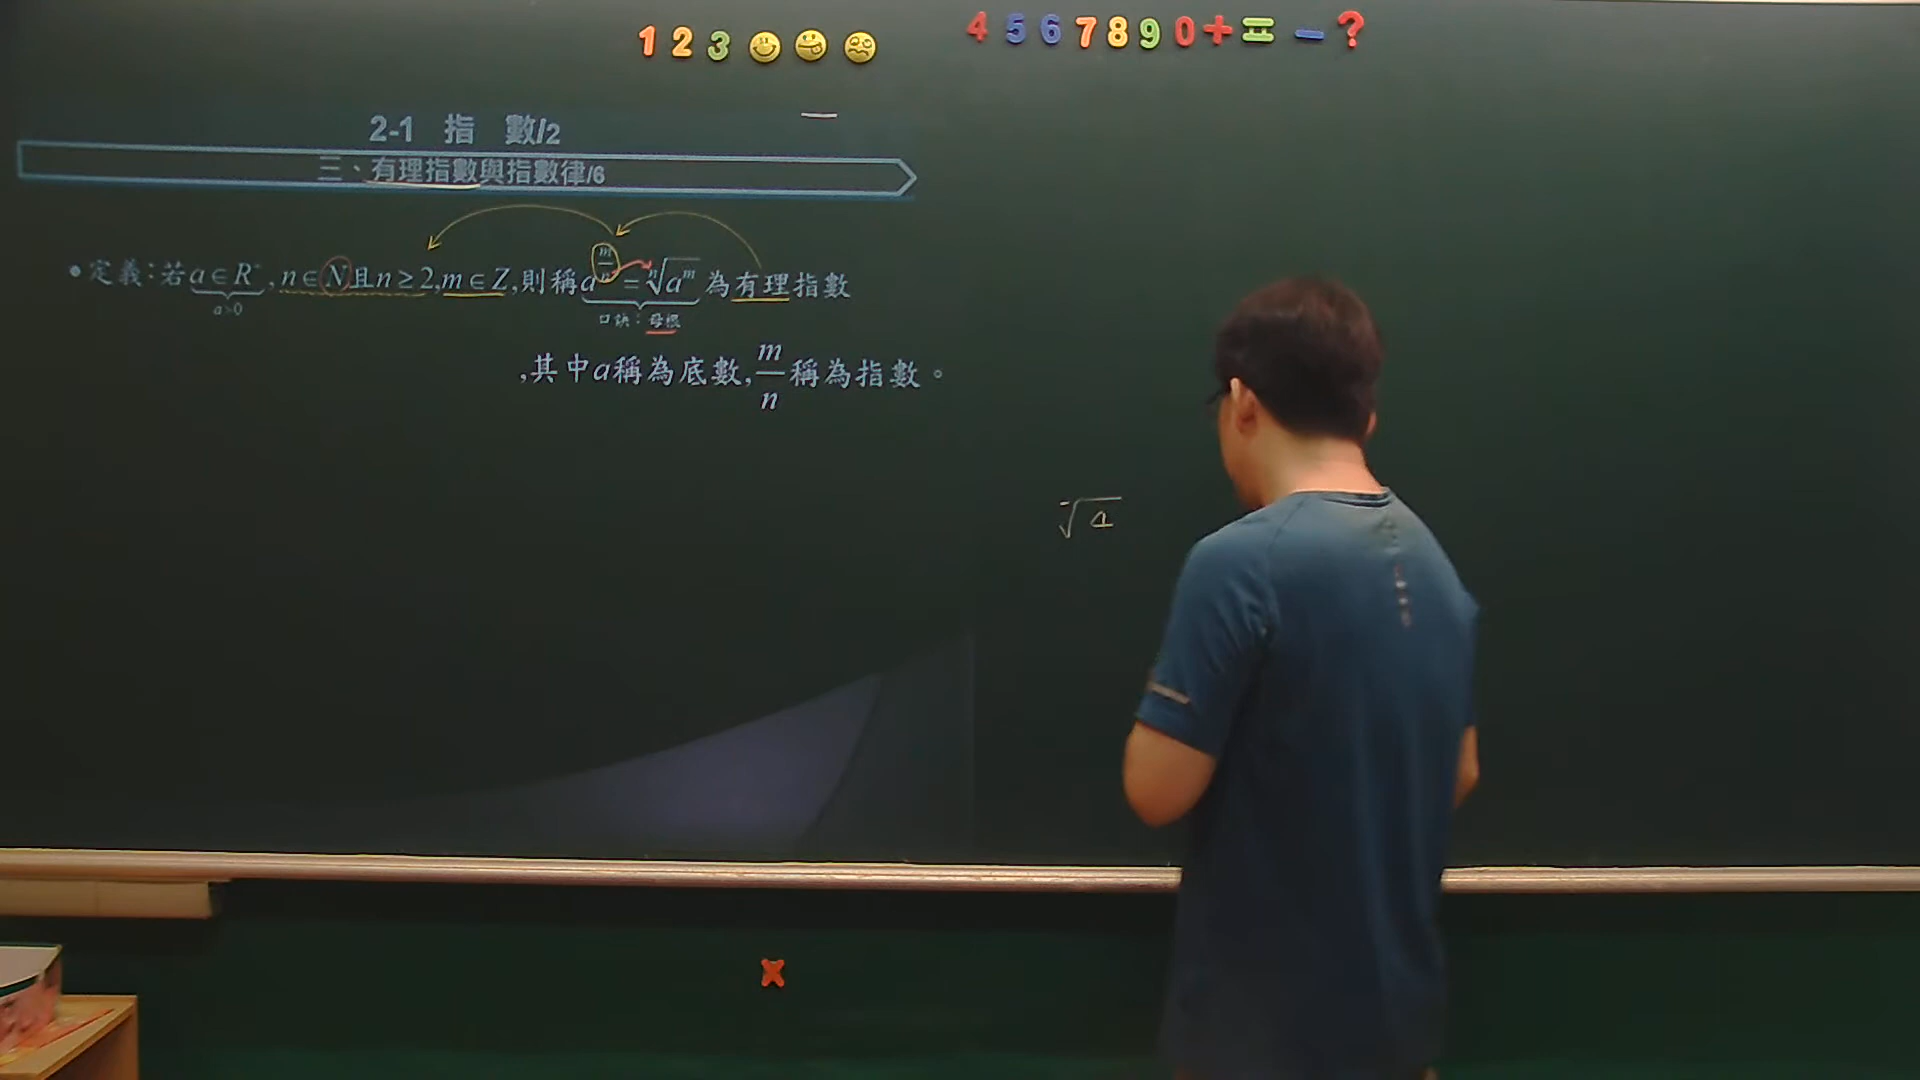 1 2 3
4 5 6 7 8 9 0 + = - ?
2-1 指 數/2
三、有理指數與指數律/6
•定義:若a∈R⁺,n∈N且n≥2,m∈Z,則稱a^(m/n)=ⁿ√(a^m)為有理指數
a>0
口訣:母根
,其中a稱為底數,m/n稱為指數。
√a
x